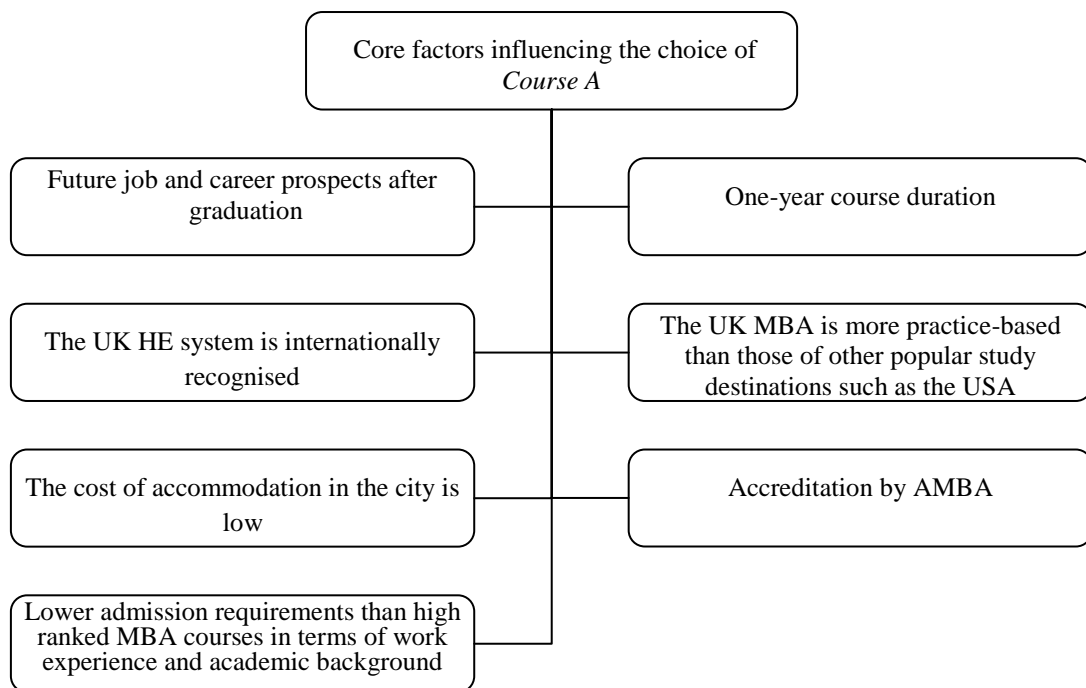 Core factors influencing the choice of
Course A
Future job and career prospects after
graduation
One-year course duration
The UK HE system is internationally
recognised
The UK MBA is more practice-based
than those of other popular study
destinations such as the USA
The cost of accommodation in the city is
low
Accreditation by AMBA
Lower admission requirements than high
ranked MBA courses in terms of work
experience and academic background